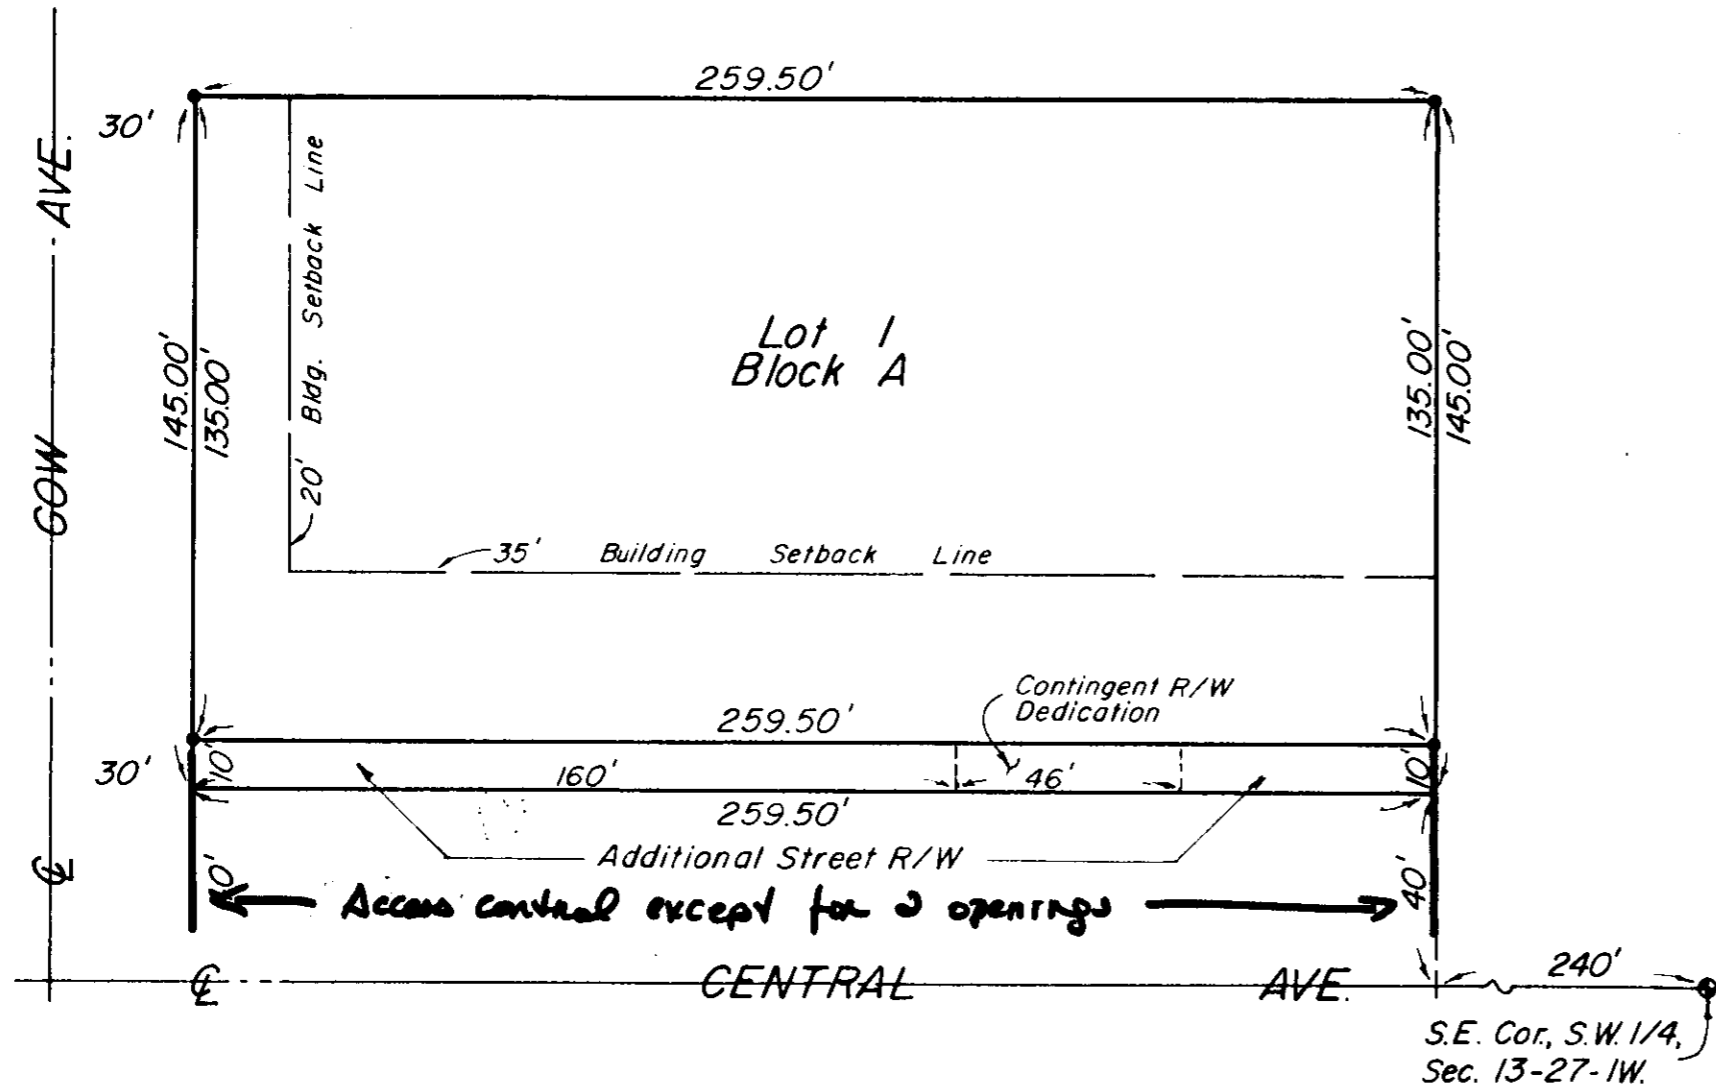 259.50'
30'
GOW AVE.
20' Bldg. Setback Line
145.00'
135.00'
Lot 1
Block A
135.00'
145.00'
35' Building Setback Line
Contingent R/W
Dedication
259.50'
30'
10'
160'
46'
10'
259.50'
Additional Street R/W
40'
Access control except for 2 openings
℄
℄
CENTRAL AVE.
240'
S.E. Cor., S.W. 1/4,
Sec. 13-27-1W.